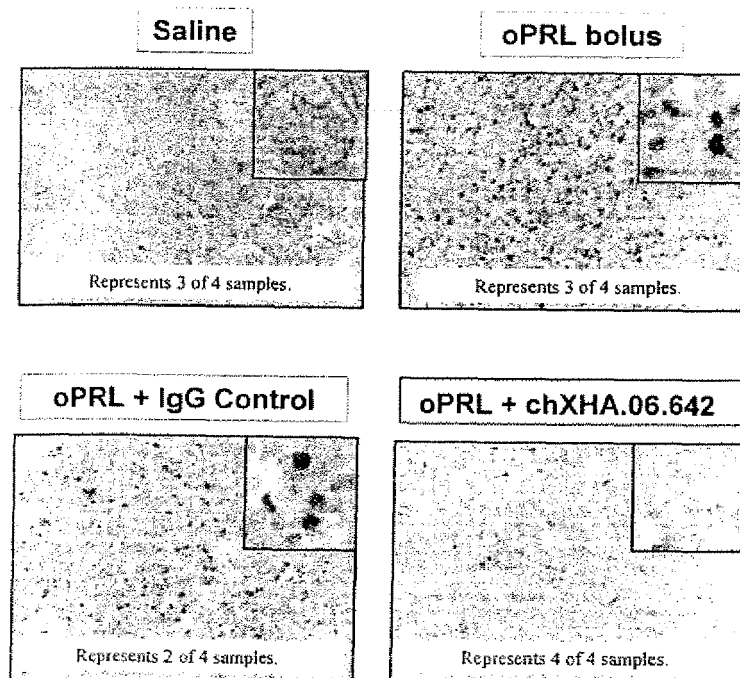 Saline
oPRL bolus
Represents 3 of 4 samples.
Represents 3 of 4 samples.
oPRL + IgG Control
oPRL + chXHA.06.642
Represents 2 of 4 samples.
Represents 4 of 4 samples.